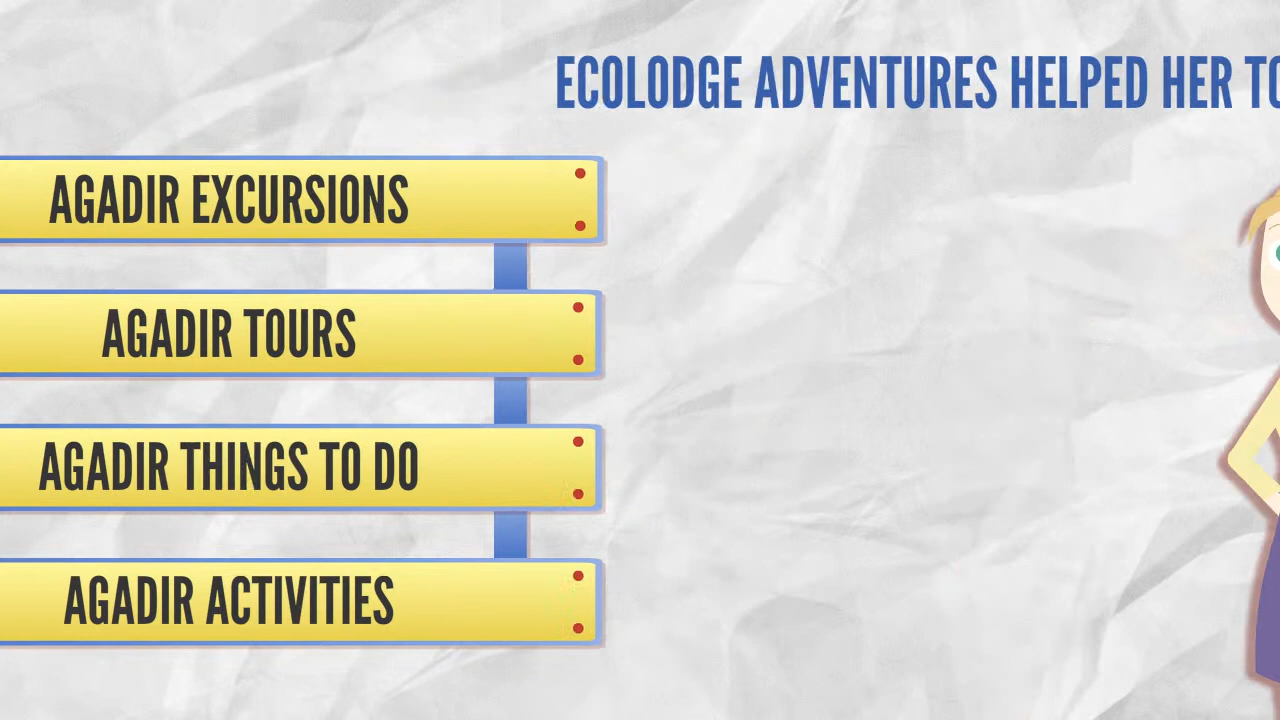 ECOLODGE ADVENTURES HELPED HER TO
AGADIR EXCURSIONS
AGADIR TOURS
AGADIR THINGS TO DO
AGADIR ACTIVITIES